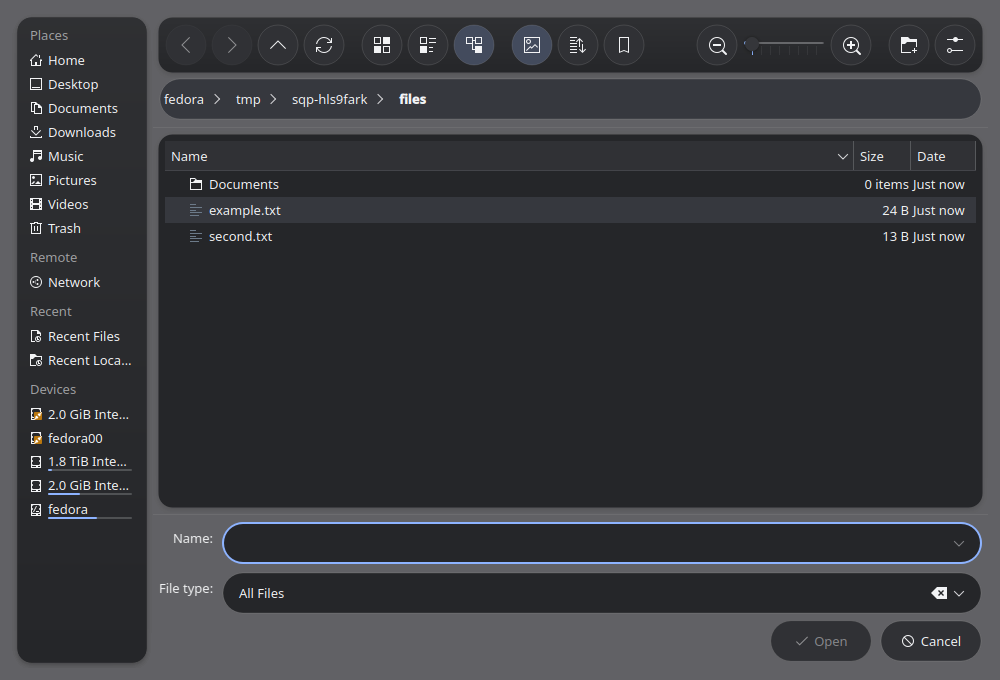 Places
Home
Desktop
Documents
Downloads
Music
Pictures
Videos
Trash
Remote
Network
Recent
Recent Files
Recent Loca...
Devices
2.0 GiB Inte...
fedora00
1.8 TiB Inte...
2.0 GiB Inte...
fedora
fedora > tmp > sqp-hls9fark > files
Name Size Date
Documents 0 items Just now
example.txt 24 B Just now
second.txt 13 B Just now
Name:
File type: All Files
Open Cancel